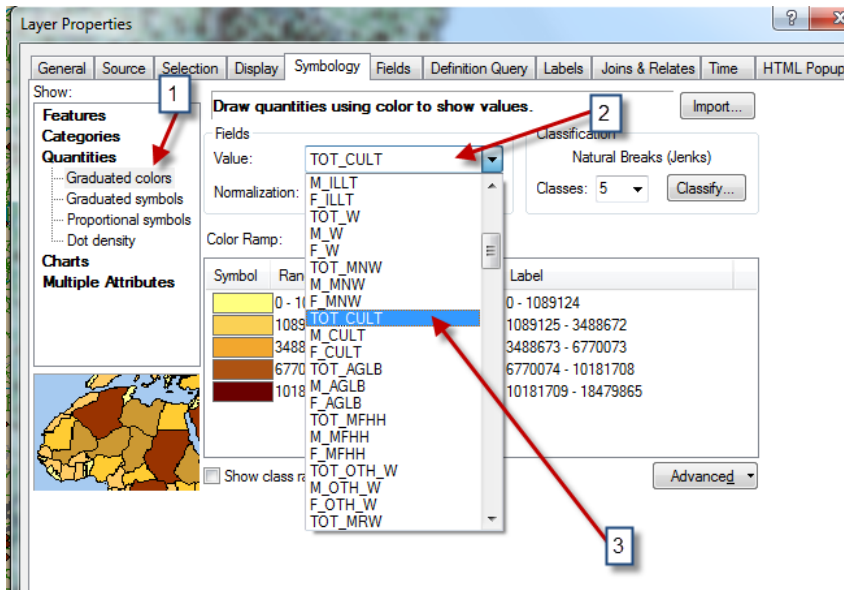 Layer Properties
?
General Source Selection Display Symbology Fields Definition Query Labels Joins & Relates Time HTML Popup
Show:
1
Features
Categories
Quantities
Graduated colors
Graduated symbols
Proportional symbols
Dot density
Charts
Multiple Attributes
Draw quantities using color to show values.
2
Import...
Fields
Value: TOT_CULT
Normalization:
Classification
Natural Breaks (Jenks)
Classes: 5 Classify...
Color Ramp:
M_ILLT
F_ILLT
TOT_W
M_W
F_W
TOT_MNW
M_MNW
F_MNW
TOT_CULT
M_CULT
F_CULT
TOT_AGLB
M_AGLB
F_AGLB
TOT_MFHH
M_MFHH
F_MFHH
TOT_OTH_W
M_OTH_W
F_OTH_W
TOT_MRW
Symbol Label
0 - 1089124
1089125 - 3488672
3488673 - 6770073
6770074 - 10181708
10181709 - 18479865
Show class
Advanced
3